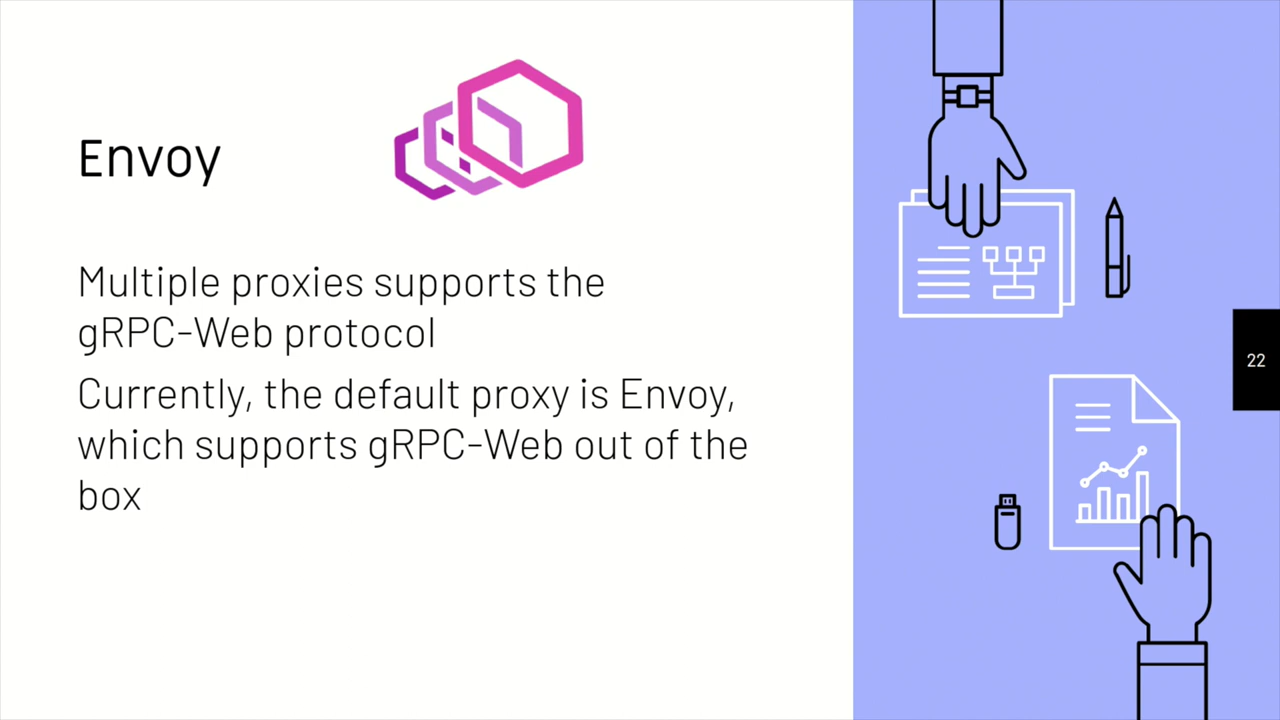 Envoy
Multiple proxies supports the
gRPC-Web protocol
Currently, the default proxy is Envoy,
which supports gRPC-Web out of the
box
22